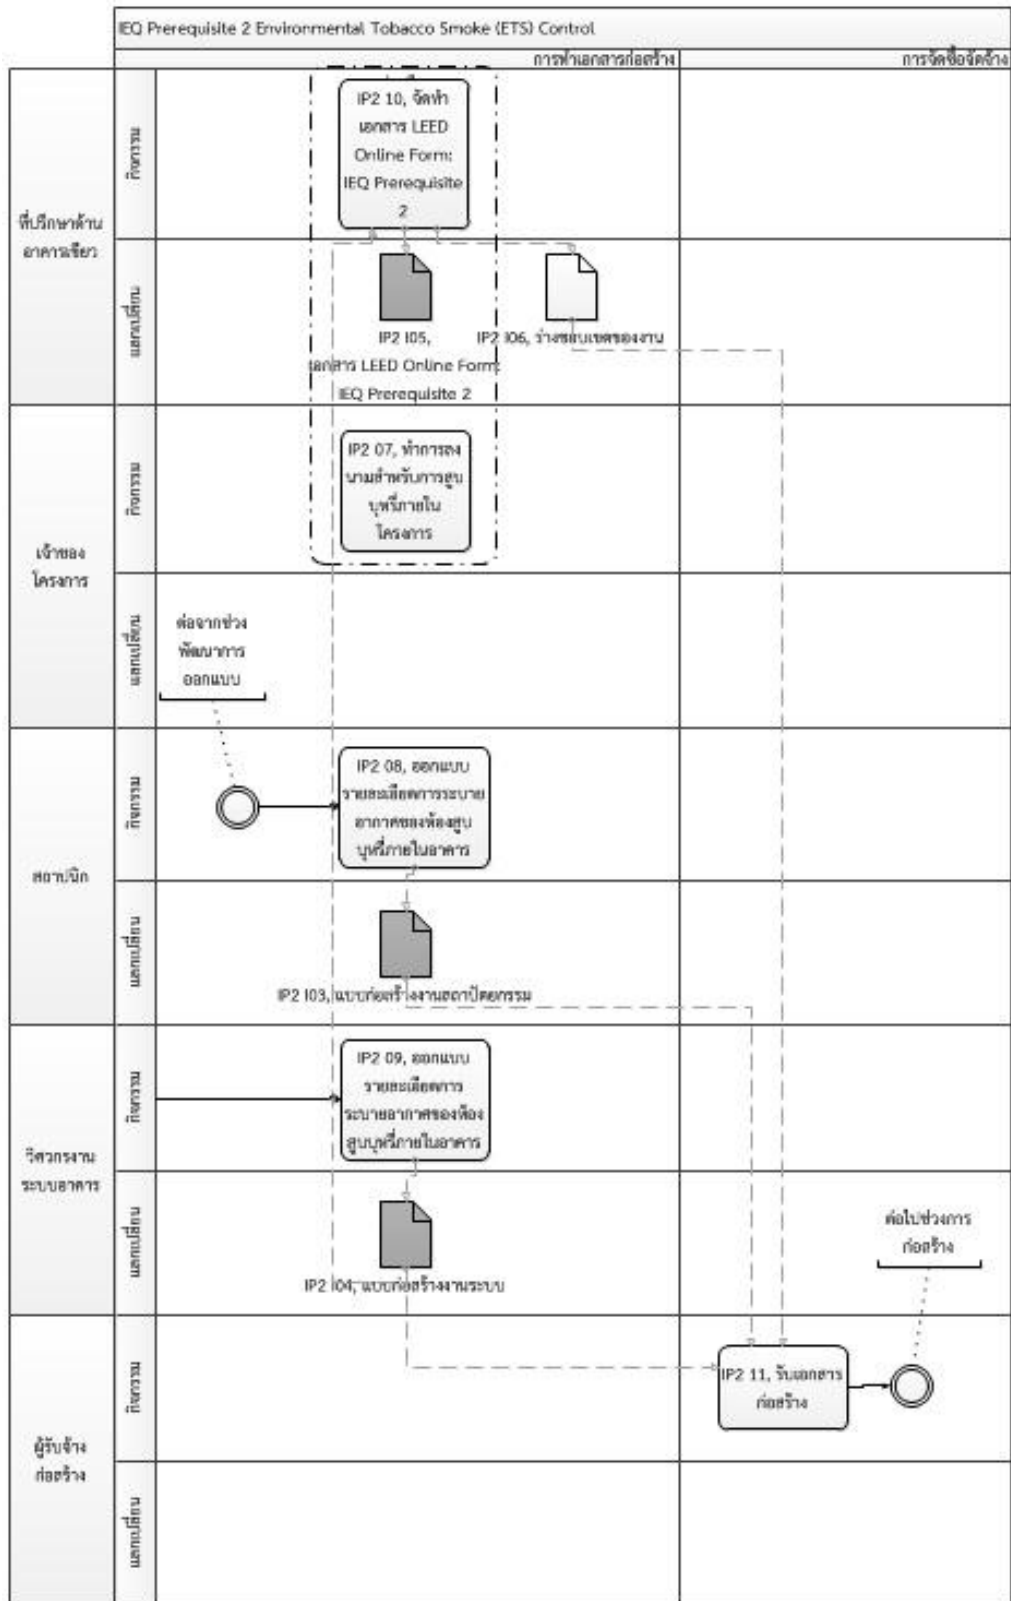 IEQ Prerequisite 2 Environmental Tobacco Smoke (ETS) Control
การทำเอกสารก่อสร้าง
การจัดซื้อจัดจ้าง
ที่ปรึกษาด้าน
อาคารเขียว
กิจกรรม
IP2 10, จัดทำ
เอกสาร LEED
Online Form:
IEQ Prerequisite
2
แลกเปลี่ยน
IP2 I05,
เอกสาร LEED Online Form:
IEQ Prerequisite 2
IP2 I06, ร่างขอบเขตของงาน
เจ้าของ
โครงการ
กิจกรรม
IP2 07, ทำการลง
นามสำหรับการสูบ
บุหรี่ภายใน
โครงการ
แลกเปลี่ยน
ต่อจากช่วง
พัฒนาการ
ออกแบบ
สถาปนิก
กิจกรรม
IP2 08, ออกแบบ
รายละเอียดการระบาย
อากาศของห้องสูบ
บุหรี่ภายในอาคาร
แลกเปลี่ยน
IP2 I03, แบบก่อสร้างงานสถาปัตยกรรม
วิศวกรงาน
ระบบอาคาร
กิจกรรม
IP2 09, ออกแบบ
รายละเอียดการ
ระบายอากาศของห้อง
สูบบุหรี่ภายในอาคาร
แลกเปลี่ยน
IP2 I04, แบบก่อสร้างงานระบบ
ต่อไปช่วงการ
ก่อสร้าง
ผู้รับจ้าง
ก่อสร้าง
กิจกรรม
IP2 11, รับเอกสาร
ก่อสร้าง
แลกเปลี่ยน